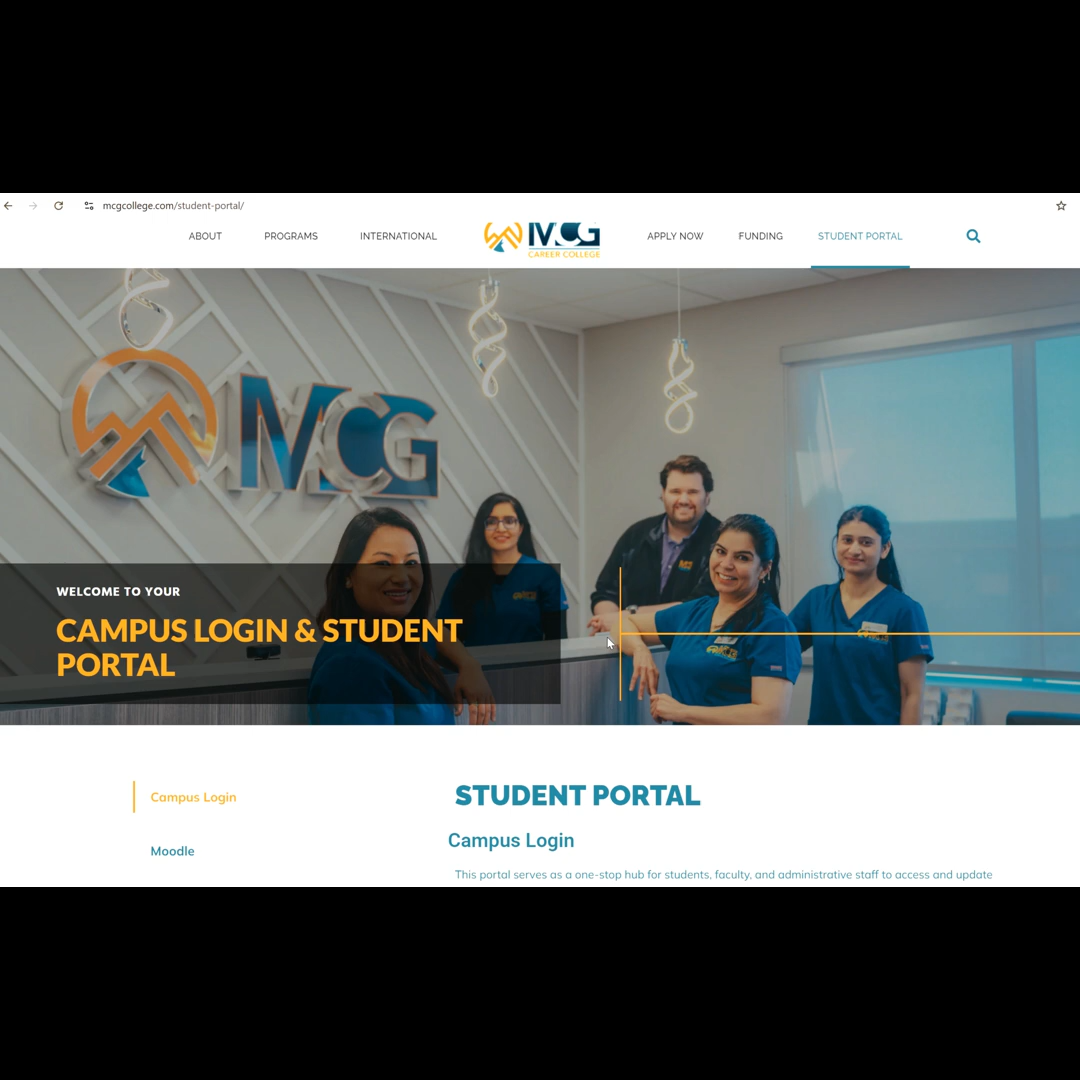 mcgcollege.com/student-portal/
ABOUT PROGRAMS INTERNATIONAL MCG CAREER COLLEGE APPLY NOW FUNDING STUDENT PORTAL
MCG
WELCOME TO YOUR
CAMPUS LOGIN & STUDENT
PORTAL
Campus Login
Moodle
STUDENT PORTAL
Campus Login
This portal serves as a one-stop hub for students, faculty, and administrative staff to access and update